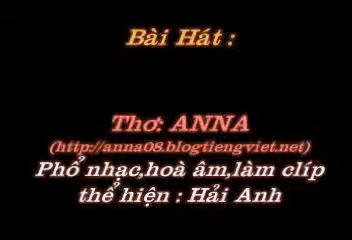 Bài Hát :
Thơ: ANNA
(http://anna08.blogtiengviet.net)
Phổ nhạc,hoà âm,làm clíp
thể hiện : Hải Anh